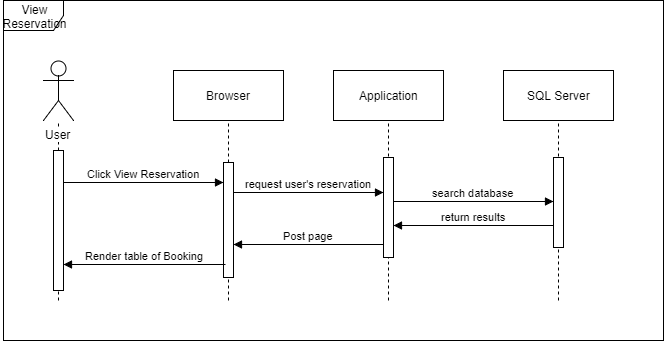 View
Reservation
User
Browser
Application
SQL Server
Click View Reservation
request user's reservation
search database
return results
Post page
Render table of Booking